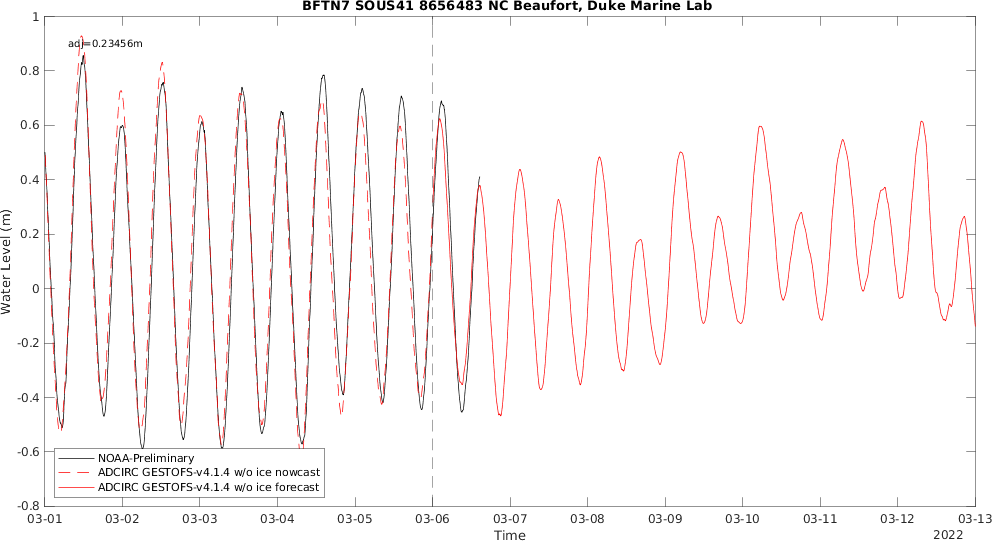 BFTN7 SOUS41 8656483 NC Beaufort, Duke Marine Lab
adj=0.23456m
1
0.8
0.6
0.4
0.2
0
-0.2
-0.4
-0.6
-0.8
Water Level (m)
NOAA-Preliminary
ADCIRC GESTOFS-v4.1.4 w/o ice nowcast
ADCIRC GESTOFS-v4.1.4 w/o ice forecast
03-01 03-02 03-03 03-04 03-05 03-06 03-07 03-08 03-09 03-10 03-11 03-12 03-13
Time
2022